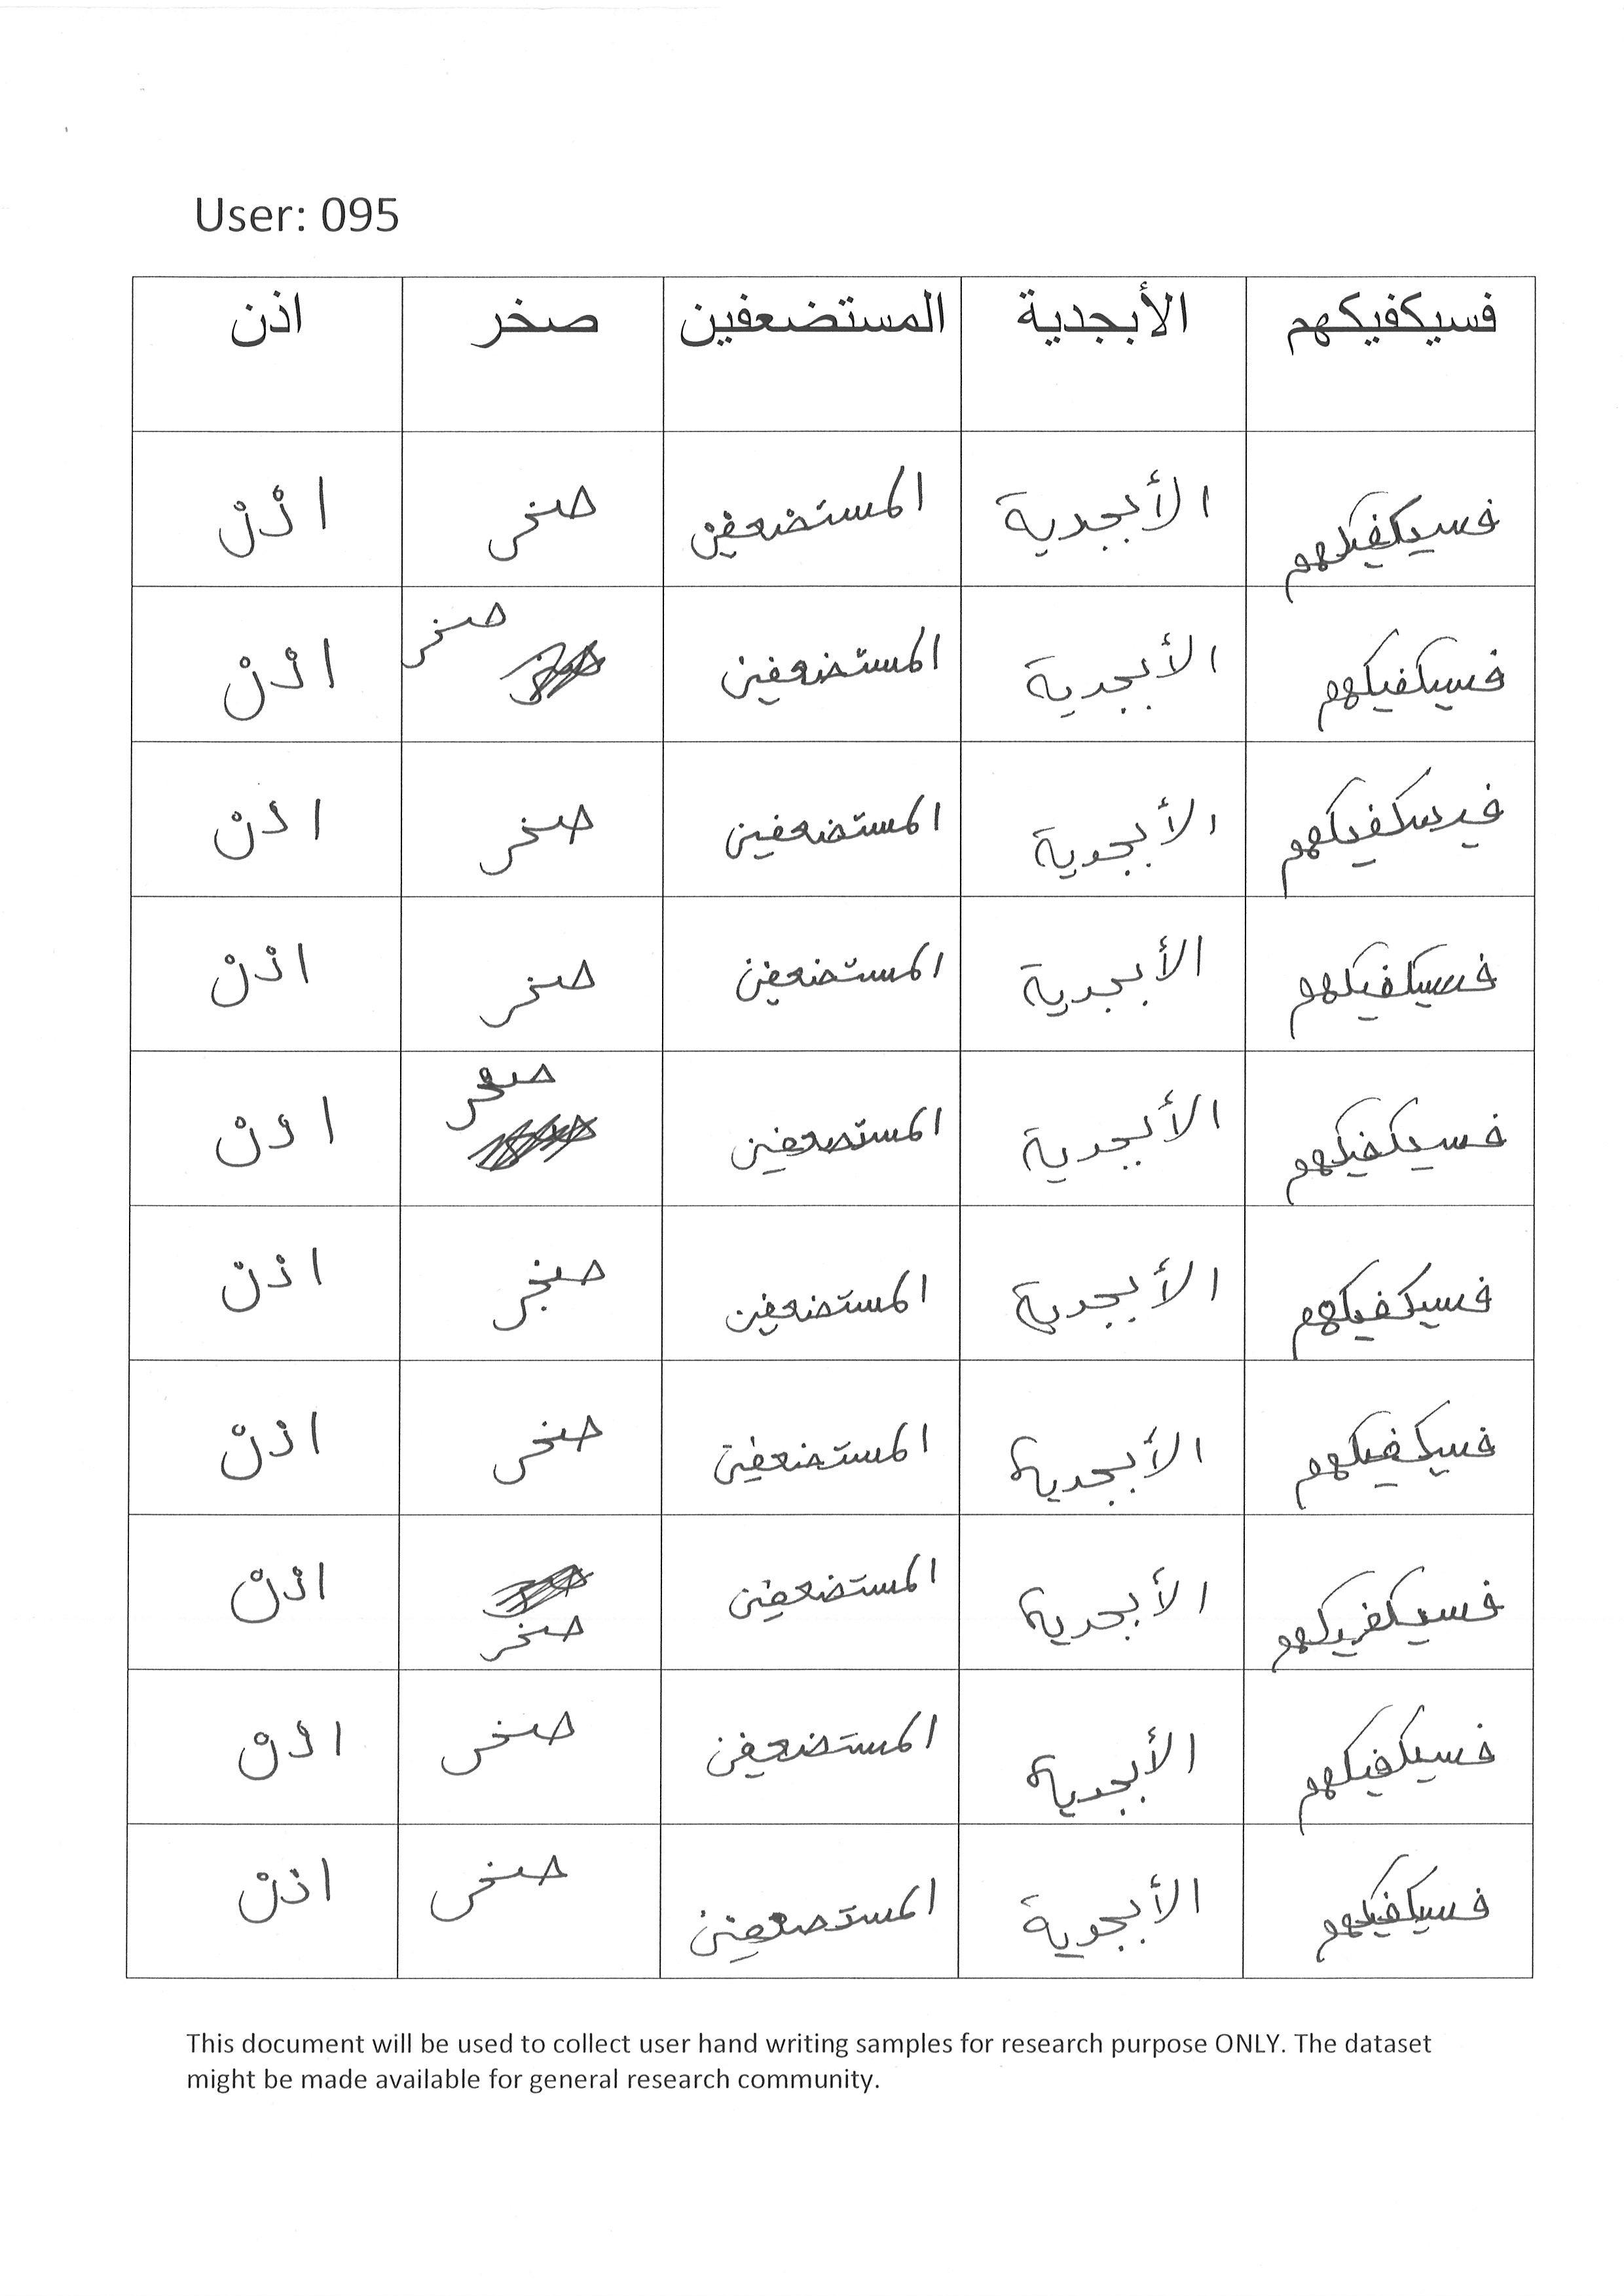 User: 095
فسيكفيكهم الأبجدية المستضعفين صخر اذن
فسيكفيكهم الأبجدية المستضعفين صخر اذن
فسيكفيكهم الأبجدية المستضعفين صخر اذن
فسيكفيكهم الأبجدية المستضعفين صخر اذن
فسيكفيكهم الأبجدية المستضعفين صخر اذن
فسيكفيكهم الأبجدية المستضعفين صخر اذن
فسيكفيكهم الأبجدية المستضعفين صخر اذن
فسيكفيكهم الأبجدية المستضعفين صخر اذن
فسيكفيكهم الأبجدية المستضعفين صخر اذن
فسيكفيكهم الأبجدية المستضعفين صخر اذن
فسيكفيكهم الأبجدية المستضعفين صخر اذن
This document will be used to collect user hand writing samples for research purpose ONLY. The dataset
might be made available for general research community.